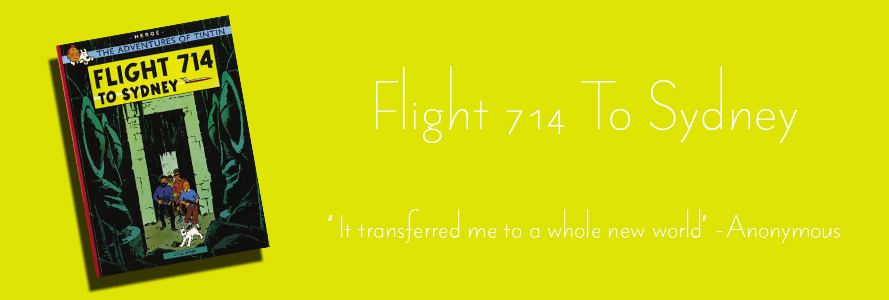 HERGÉ
THE ADVENTURES OF TINTIN
FLIGHT 714
TO SYDNEY
Flight 714 To Sydney
“ It transferred me to a whole new world” - Anonymous